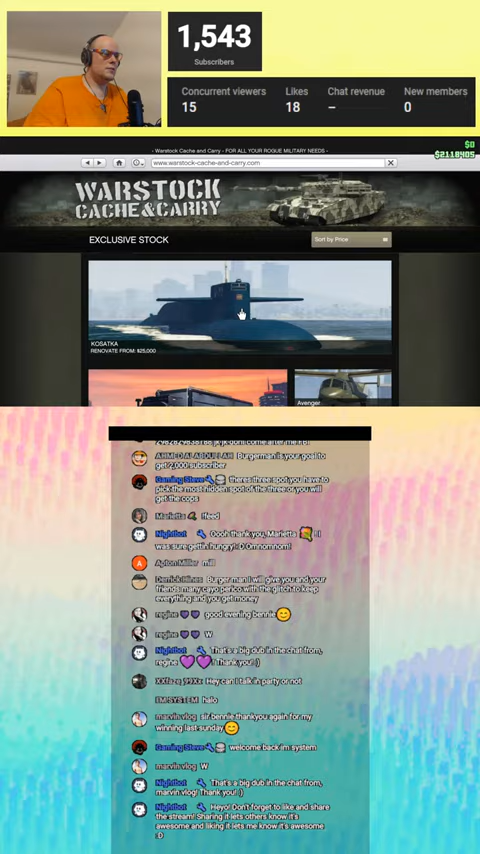 1,543
Subscribers
Concurrent viewers
15
Likes
18
Chat revenue
–
New members
0
- Warstock Cache and Carry - FOR ALL YOUR ROGUE MILITARY NEEDS -
$0
$2118405
www.warstock-cache-and-carry.com
WARSTOCK
CACHE&CARRY
EXCLUSIVE STOCK
Sort by Price
KOSATKA
RENOVATE FROM: $25,000
Avenger
AHMED ALABDULLAH Burgerman is your goal to
get 2,000 subscriber
Gaming Steve theres three spot you have to
pick the most hidden spot of the three or you will
get the cops
Marietta !feed
Nightbot Oooh thank you, Marietta ! I
was sure gettin hungry! :D Omnomnom!
Ayton Miller mill
Derrick Hines Burger man I will give you and your
friends many cayo perico with the glitch to keep
everything and you get money
regine 💜💜 good evening bennie😊
regine 💜💜 W
Nightbot That's a big dub in the chat from,
regine 💜💜! Thank you! :)
Hey can I talk in party or not
EM SYSTEM halo
marvin vlog sir bennie thankyou again for my
winning last sunday😊
Gaming Steve welcome back im system
marvin vlog W
Nightbot That's a big dub in the chat from,
marvin vlog! Thank you! :)
Nightbot Heyo! Don't forget to like and share
the stream! Sharing it lets others know it's
awesome and liking it lets me know it's awesome.
:D